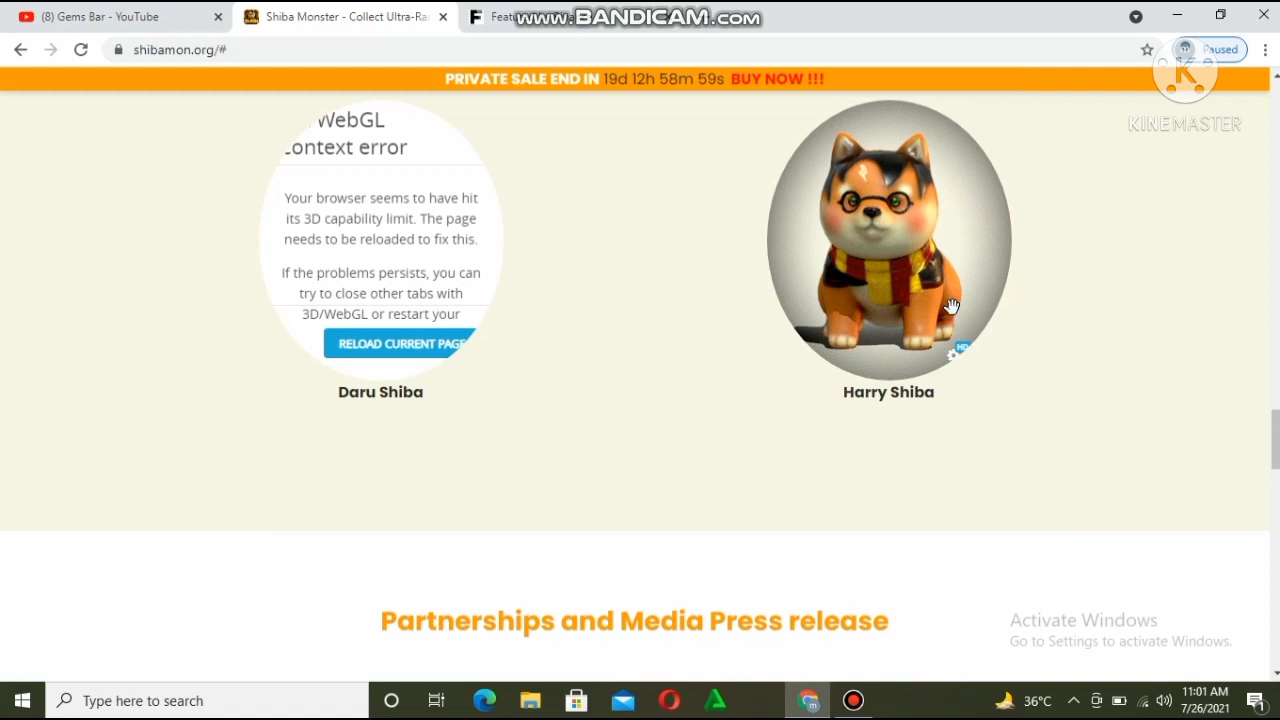 (8) Gems Bar - YouTube
Shiba Monster - Collect Ultra-Ra
www.BANDICAM.com
shibamon.org/#
Paused
PRIVATE SALE END IN 19d 12h 58m 59s BUY NOW !!!
K
KINEMASTER
WebGL
context error
Your browser seems to have hit
its 3D capability limit. The page
needs to be reloaded to fix this.
If the problems persists, you can
try to close other tabs with
3D/WebGL or restart your
RELOAD CURRENT PAGE
HD
Daru Shiba
Harry Shiba
Partnerships and Media Press release
Activate Windows
Go to Settings to activate Windows.
Type here to search
36°C
11:01 AM
7/26/2021
1